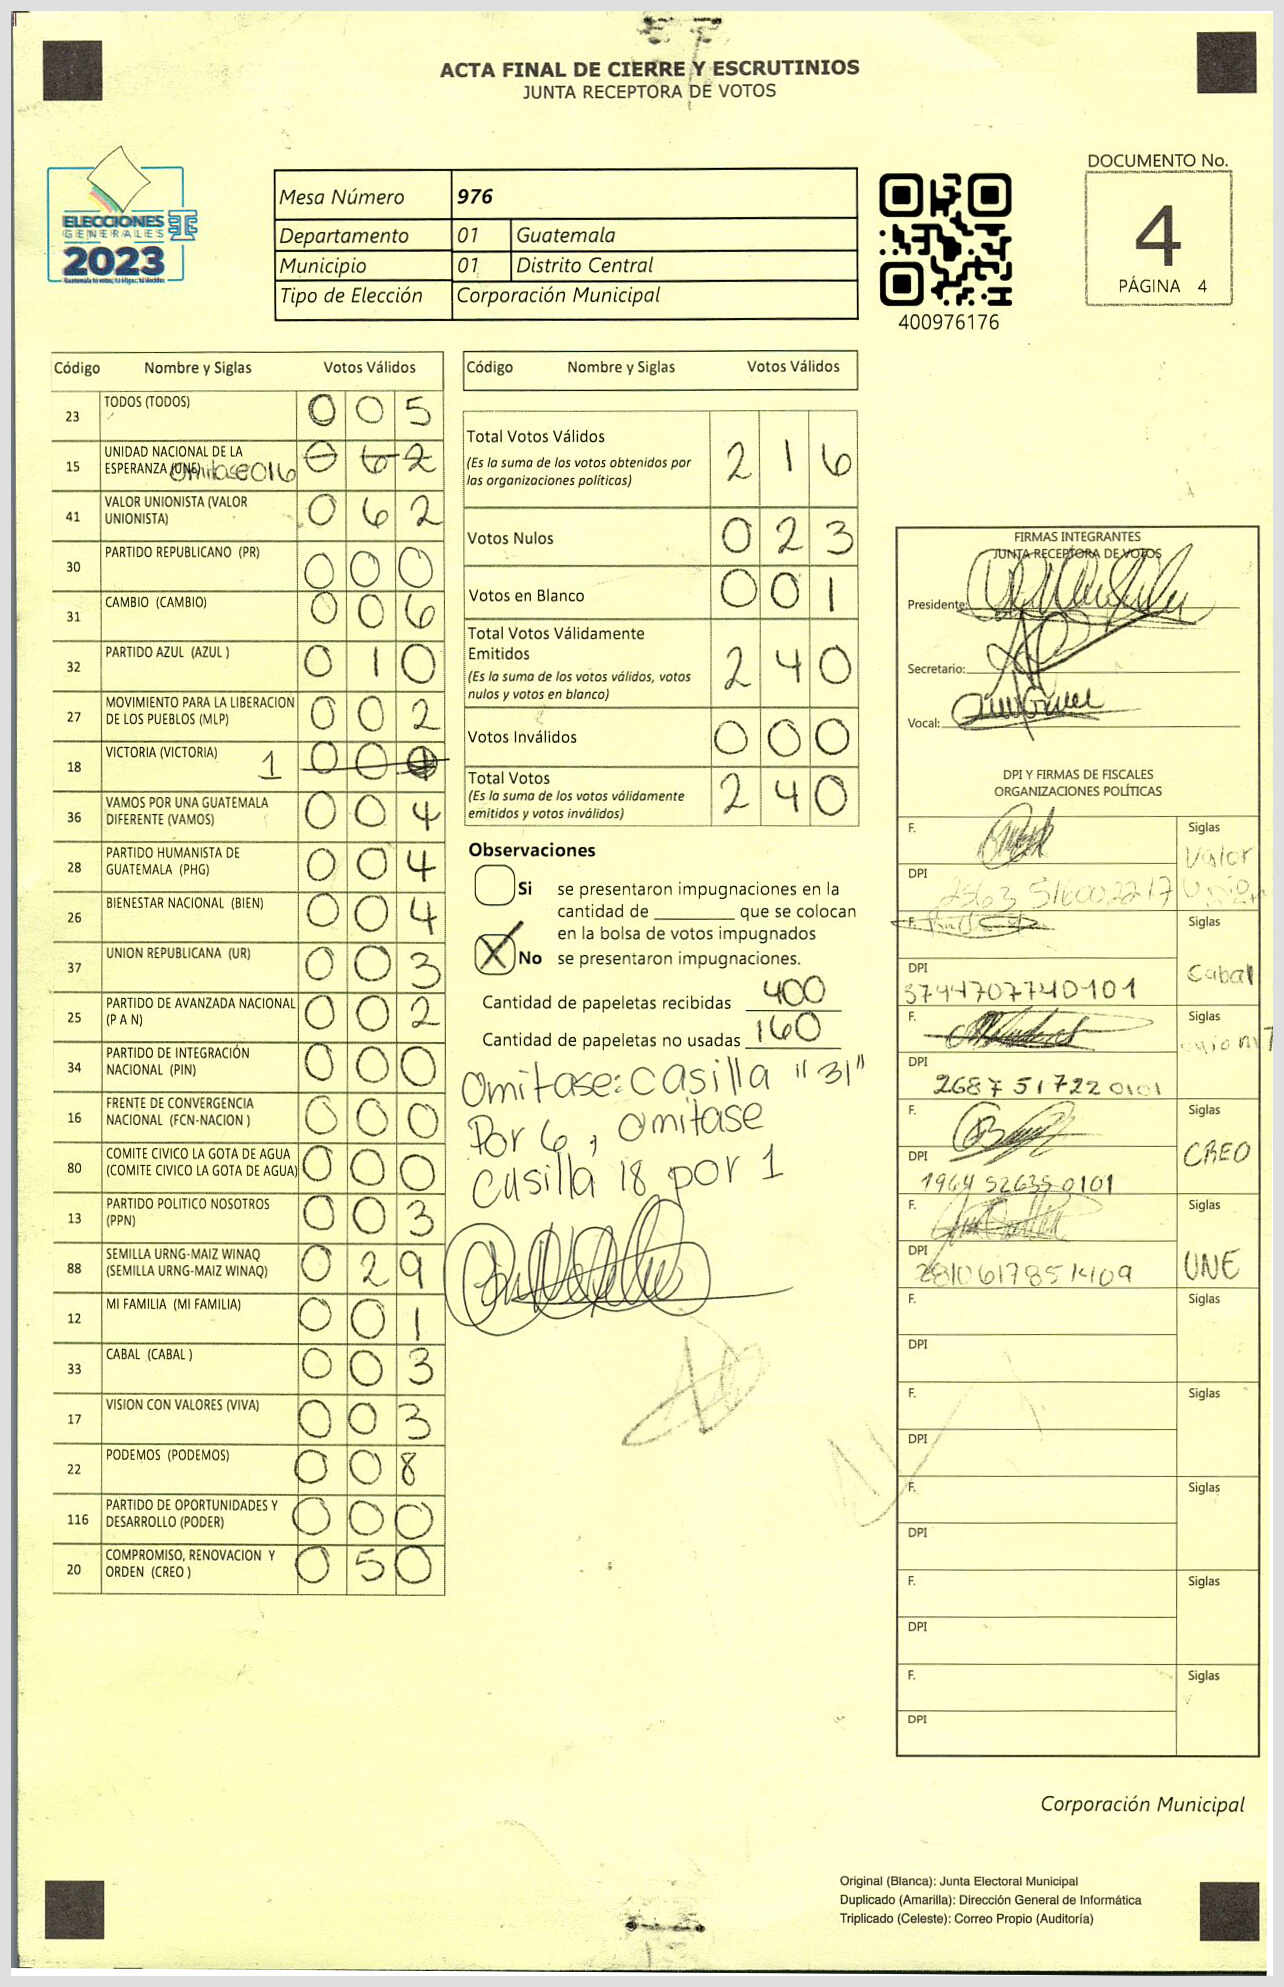 ACTA FINAL DE CIERRE Y ESCRUTINIOS
JUNTA RECEPTORA DE VOTOS
ELECCIONES
GENERALES
2023
Mesa Número 976
Departamento 01 Guatemala
Municipio 01 Distrito Central
Tipo de Elección Corporación Municipal
400976176
DOCUMENTO No.
4
PÁGINA 4
Código Nombre y Siglas Votos Válidos
23 TODOS (TODOS) 0 0 5
15 UNIDAD NACIONAL DE LA
ESPERANZA (UNE) Omitase 016 0 6 2
41 VALOR UNIONISTA (VALOR
UNIONISTA) 0 6 2
30 PARTIDO REPUBLICANO (PR) 0 0 0
31 CAMBIO (CAMBIO) 0 0 6
32 PARTIDO AZUL (AZUL ) 0 1 0
27 MOVIMIENTO PARA LA LIBERACION
DE LOS PUEBLOS (MLP) 0 0 2
18 VICTORIA (VICTORIA) 1 0 0
36 VAMOS POR UNA GUATEMALA
DIFERENTE (VAMOS) 0 0 4
28 PARTIDO HUMANISTA DE
GUATEMALA (PHG) 0 0 4
26 BIENESTAR NACIONAL (BIEN) 0 0 4
37 UNION REPUBLICANA (UR) 0 0 3
25 PARTIDO DE AVANZADA NACIONAL
(P A N) 0 0 2
34 PARTIDO DE INTEGRACIÓN
NACIONAL (PIN) 0 0 0
16 FRENTE DE CONVERGENCIA
NACIONAL (FCN-NACION ) 0 0 0
80 COMITE CIVICO LA GOTA DE AGUA
(COMITE CIVICO LA GOTA DE AGUA) 0 0 0
13 PARTIDO POLITICO NOSOTROS
(PPN) 0 0 3
88 SEMILLA URNG-MAIZ WINAQ
(SEMILLA URNG-MAIZ WINAQ) 0 2 9
12 MI FAMILIA (MI FAMILIA) 0 0 1
33 CABAL (CABAL ) 0 0 3
17 VISION CON VALORES (VIVA) 0 0 3
22 PODEMOS (PODEMOS) 0 0 8
116 PARTIDO DE OPORTUNIDADES Y
DESARROLLO (PODER) 0 0 0
20 COMPROMISO, RENOVACION Y
ORDEN (CREO ) 0 5 0
Código Nombre y Siglas Votos Válidos
Total Votos Válidos 2 1 6
(Es la suma de los votos obtenidos por
las organizaciones políticas)
Votos Nulos 0 2 3
Votos en Blanco 0 0 1
Total Votos Válidamente
Emitidos 2 4 0
(Es la suma de los votos válidos, votos
nulos y votos en blanco)
Votos Inválidos 0 0 0
Total Votos 2 4 0
(Es la suma de los votos válidamente
emitidos y votos inválidos)
Observaciones
Si se presentaron impugnaciones en la
cantidad de ________ que se colocan
en la bolsa de votos impugnados
X No se presentaron impugnaciones.
Cantidad de papeletas recibidas 400
Cantidad de papeletas no usadas 160
Omitase: casilla "31"
Por 6, omitase
casilla 18 por 1
FIRMAS INTEGRANTES
JUNTA RECEPTORA DE VOTOS
Presidente:
Secretario:
Vocal:
DPI Y FIRMAS DE FISCALES
ORGANIZACIONES POLÍTICAS
F. Siglas
Valor
DPI
F. Siglas
Cabal
DPI
3744707740101
F. Siglas
DPI
2687 51722 0101
F. Siglas
CREO
DPI
1964 52635 0101
F. Siglas
UNE
DPI
F. Siglas
DPI
F. Siglas
DPI
F. Siglas
DPI
F. Siglas
DPI
F. Siglas
DPI
Corporación Municipal
Original (Blanca): Junta Electoral Municipal
Duplicado (Amarilla): Dirección General de Informática
Triplicado (Celeste): Correo Propio (Auditoría)